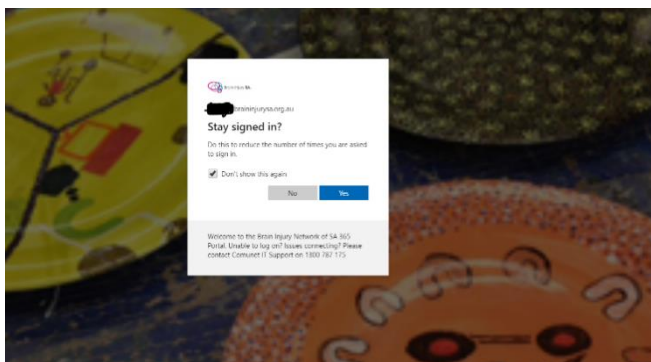 braininjurysa.org.au
Stay signed in?
Do this to reduce the number of times you are asked
to sign in.
Don't show this again
No
Yes
Welcome to the Brain Injury Network of SA 365
Portal. Unable to log on? Issues connecting? Please
contact Comunet IT Support on 1800 787 175